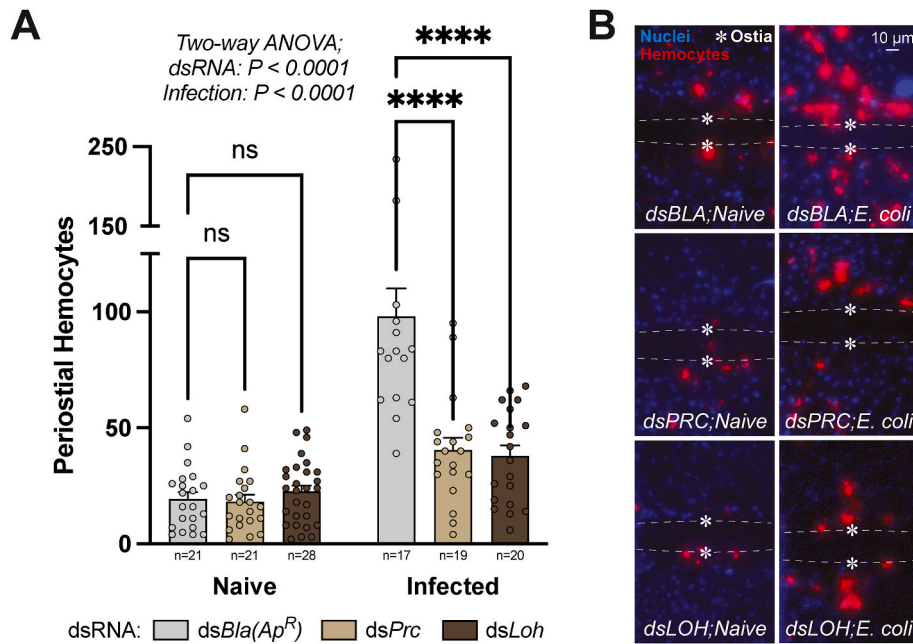 A
Two-way ANOVA;
dsRNA: P < 0.0001
Infection: P < 0.0001
****
****
ns
ns
Periostial Hemocytes
250
150
100
50
0
n=21
n=21
n=28
n=17
n=19
n=20
Naive
Infected
dsRNA: dsBla(Ap^R) dsPrc dsLoh
B
Nuclei * Ostia
Hemocytes
10 µm
*
*
*
*
dsBLA;Naive
dsBLA;E. coli
*
*
*
*
dsPRC;Naive
dsPRC;E. coli
*
*
*
*
dsLOH;Naive
dsLOH;E. coli